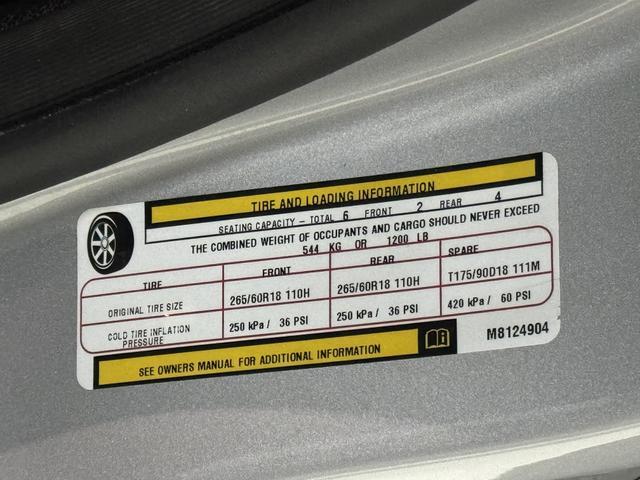 TIRE AND LOADING INFORMATION
SEATING CAPACITY – TOTAL 6 FRONT 2 REAR 4
THE COMBINED WEIGHT OF OCCUPANTS AND CARGO SHOULD NEVER EXCEED
544 KG OR 1200 LB
TIRE FRONT REAR SPARE
ORIGINAL TIRE SIZE 265/60R18 110H 265/60R18 110H T175/90D18 111M
COLD TIRE INFLATION PRESSURE 250 kPa / 36 PSI 250 kPa / 36 PSI 420 kPa / 60 PSI
SEE OWNERS MANUAL FOR ADDITIONAL INFORMATION
M8124904